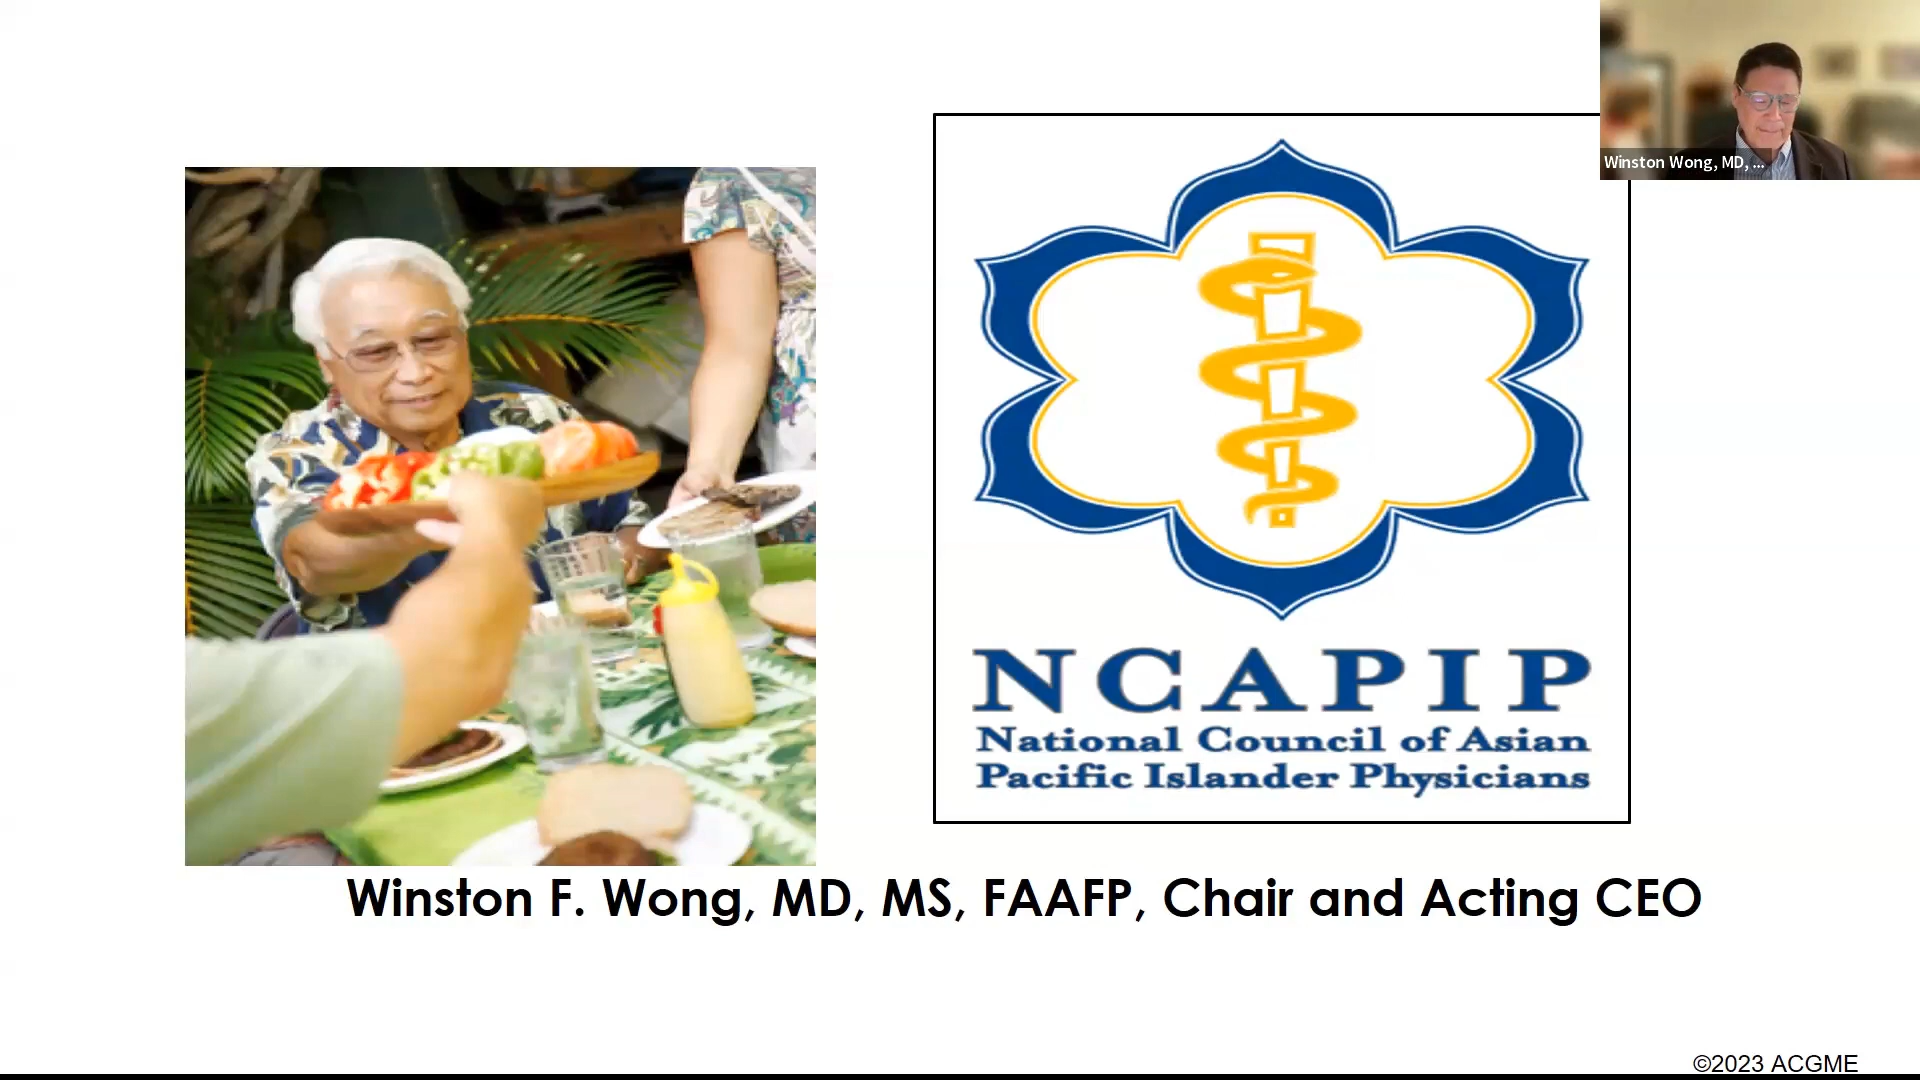 Winston Wong, MD, ...
NCAPIP
National Council of Asian
Pacific Islander Physicians
Winston F. Wong, MD, MS, FAAFP, Chair and Acting CEO
©2023 ACGME